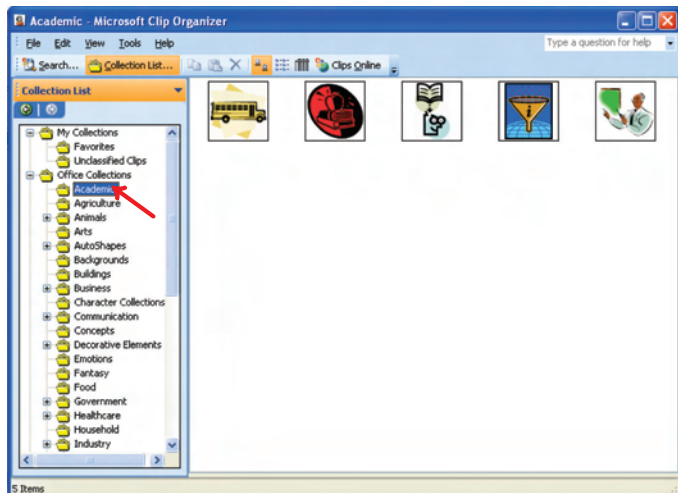 Academic - Microsoft Clip Organizer
File Edit View Tools Help
Type a question for help
Search... Collection List... Clips Online
Collection List
My Collections
Favorites
Unclassified Clips
Office Collections
Academic
Agriculture
Animals
Arts
AutoShapes
Backgrounds
Buildings
Business
Character Collections
Communication
Concepts
Decorative Elements
Emotions
Fantasy
Food
Government
Healthcare
Household
Industry
5 Items